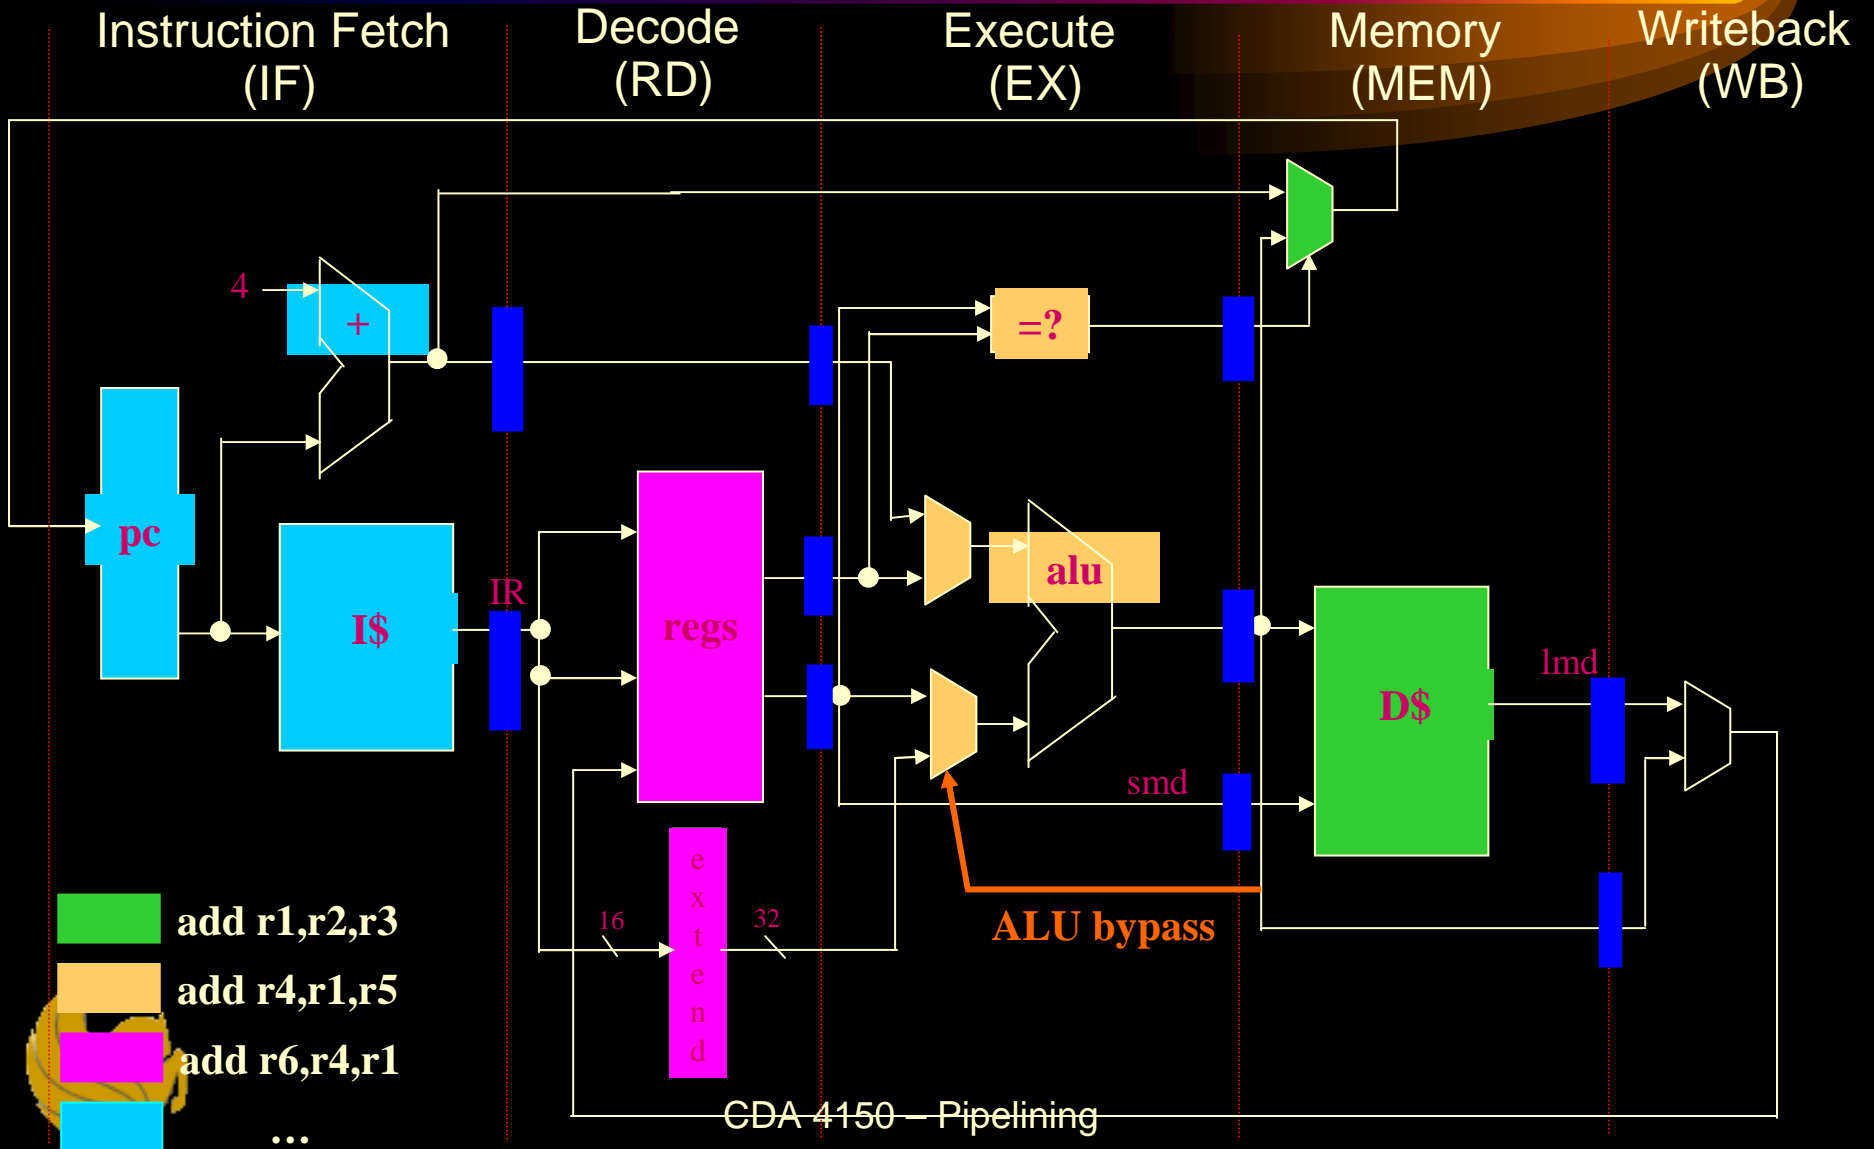 Instruction Fetch
(IF)
Decode
(RD)
Execute
(EX)
Memory
(MEM)
Writeback
(WB)
4
+
=?
pc
I$
IR
regs
alu
D$
lmd
smd
extend
16
32
ALU bypass
add r1,r2,r3
add r4,r1,r5
add r6,r4,r1
...
CDA 4150 – Pipelining